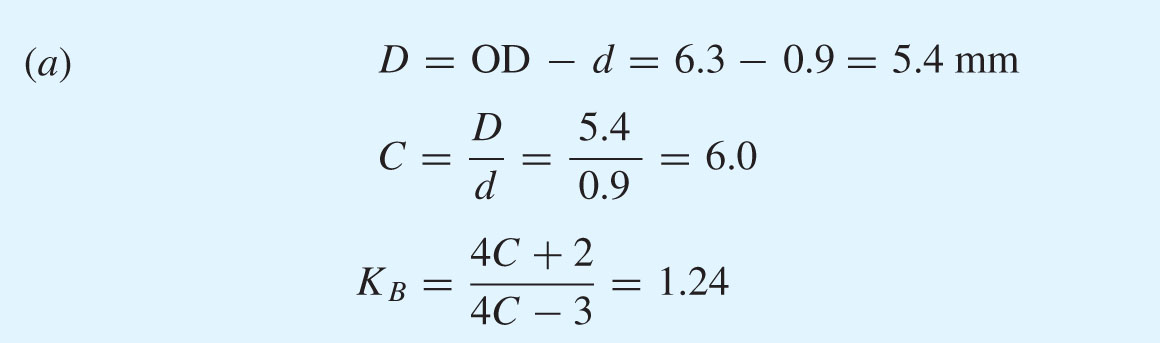 (a) D = OD − d = 6.3 − 0.9 = 5.4 mm
C = D/d = 5.4/0.9 = 6.0
K_B = (4C + 2)/(4C − 3) = 1.24